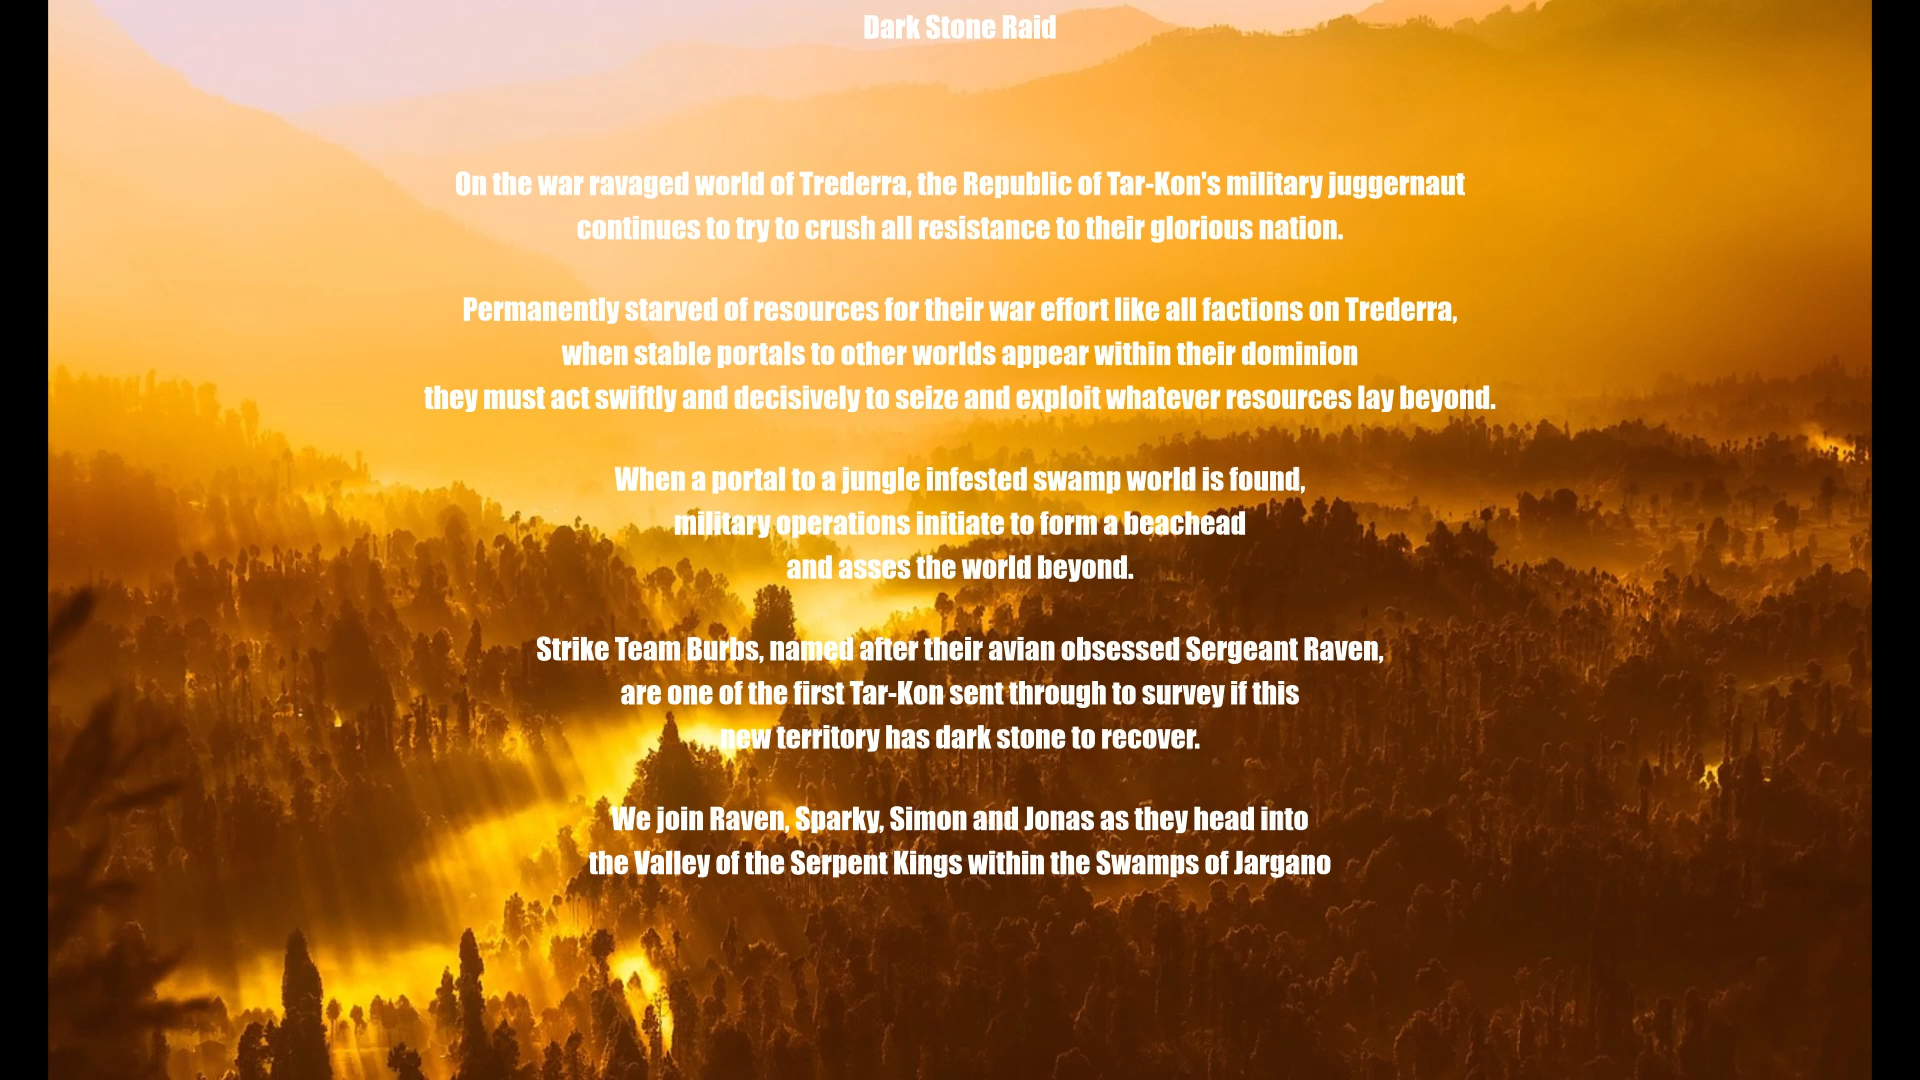 Dark Stone Raid
On the war ravaged world of Trederra, the Republic of Tar-Kon's military juggernaut
continues to try to crush all resistance to their glorious nation.
Permanently starved of resources for their war effort like all factions on Trederra,
when stable portals to other worlds appear within their dominion
they must act swiftly and decisively to seize and exploit whatever resources lay beyond.
When a portal to a jungle infested swamp world is found,
military operations initiate to form a beachead
and asses the world beyond.
Strike Team Burbs, named after their avian obsessed Sergeant Raven,
are one of the first Tar-Kon sent through to survey if this
new territory has dark stone to recover.
We join Raven, Sparky, Simon and Jonas as they head into
the Valley of the Serpent Kings within the Swamps of Jargano